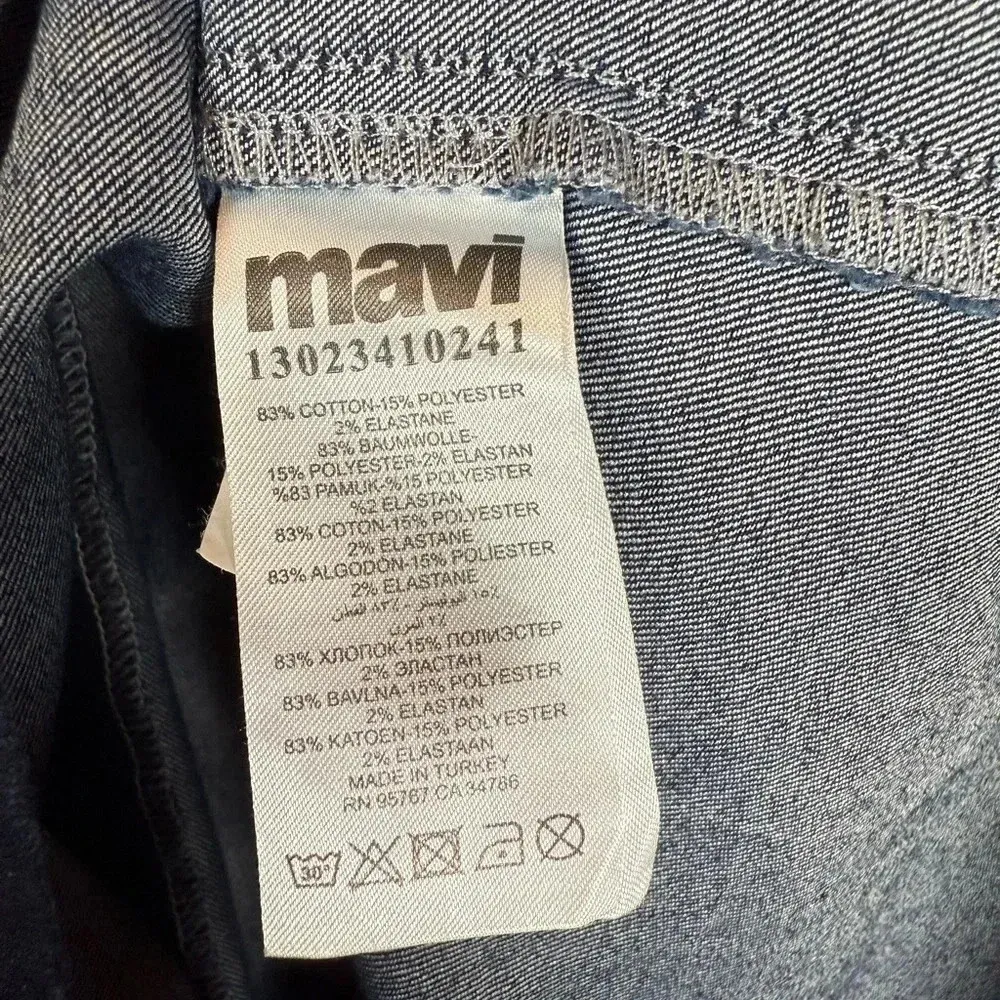 mavi
13023410241
83% COTTON-15% POLYESTER
2% ELASTANE
83% BAUMWOLLE-
15% POLYESTER-2% ELASTAN
%83 PAMUK-%15 POLYESTER
%2 ELASTAN
83% COTON-15% POLYESTER
2% ELASTANE
83% ALGODON-15% POLIESTER
2% ELASTANE
83% ХЛОПОК-15% ПОЛИЭСТЕР
2% ЭЛАСТАН
83% BAVLNA-15% POLYESTER
2% ELASTAN
83% KATOEN-15% POLYESTER
2% ELASTAAN
MADE IN TURKEY
RN 95767 CA 34786
30°